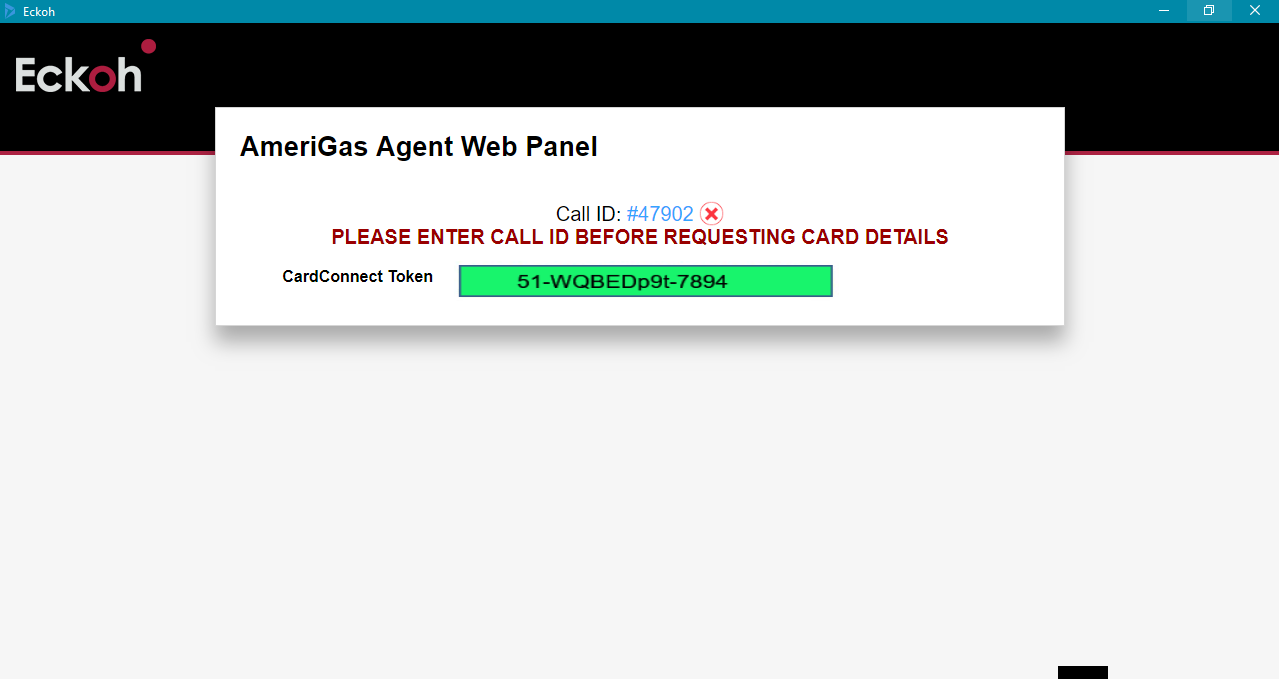 Eckoh
Eckoh
AmeriGas Agent Web Panel
Call ID: #47902
PLEASE ENTER CALL ID BEFORE REQUESTING CARD DETAILS
CardConnect Token 51-WQBEDp9t-7894